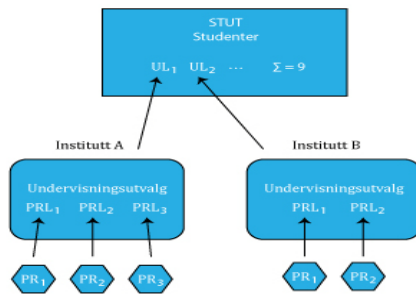 STUT
Studenter
UL₁ UL₂ ... Σ = 9
Institutt A
Institutt B
Undervisningsutvalg
PRL₁ PRL₂ PRL₃
Undervisningsutvalg
PRL₁ PRL₂
PR₁ PR₂ PR₃
PR₁ PR₂